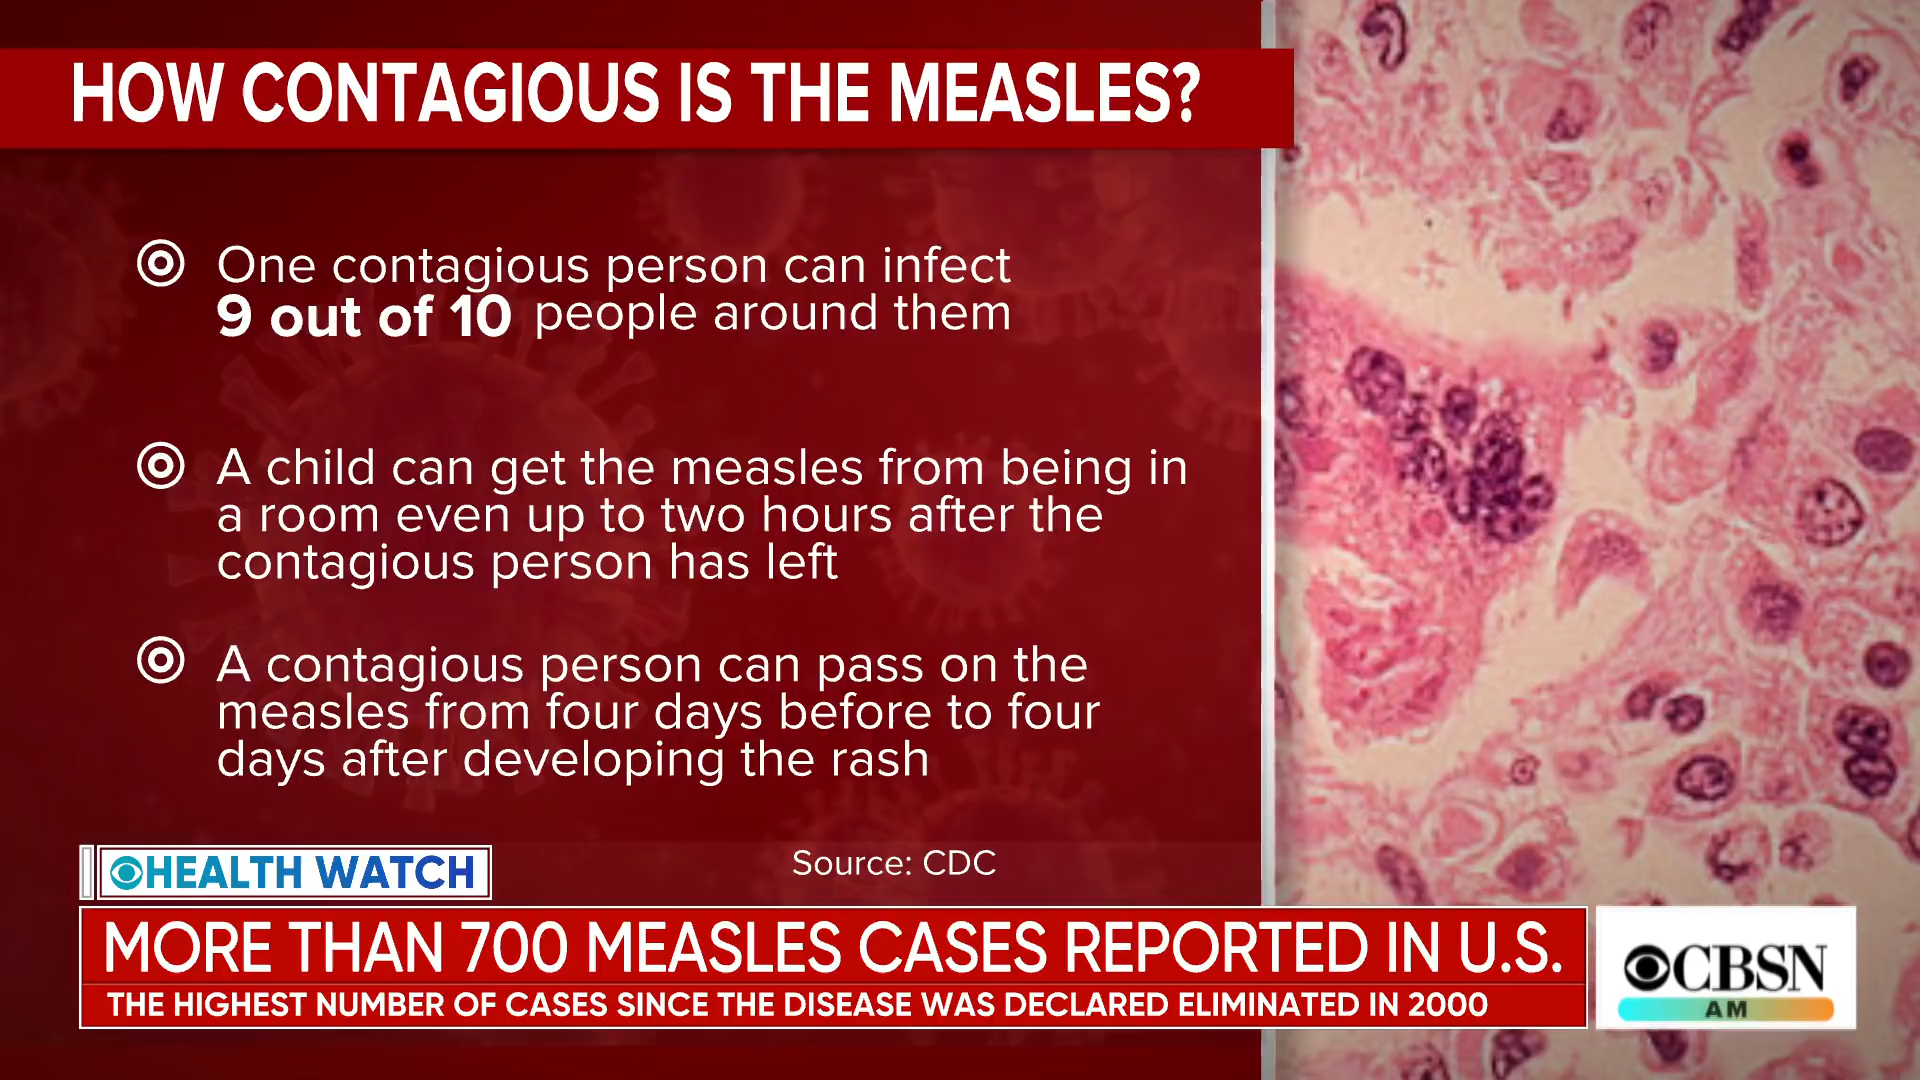 HOW CONTAGIOUS IS THE MEASLES?
One contagious person can infect
9 out of 10 people around them
A child can get the measles from being in
a room even up to two hours after the
contagious person has left
A contagious person can pass on the
measles from four days before to four
days after developing the rash
HEALTH WATCH
Source: CDC
MORE THAN 700 MEASLES CASES REPORTED IN U.S.
THE HIGHEST NUMBER OF CASES SINCE THE DISEASE WAS DECLARED ELIMINATED IN 2000
CBSN
AM